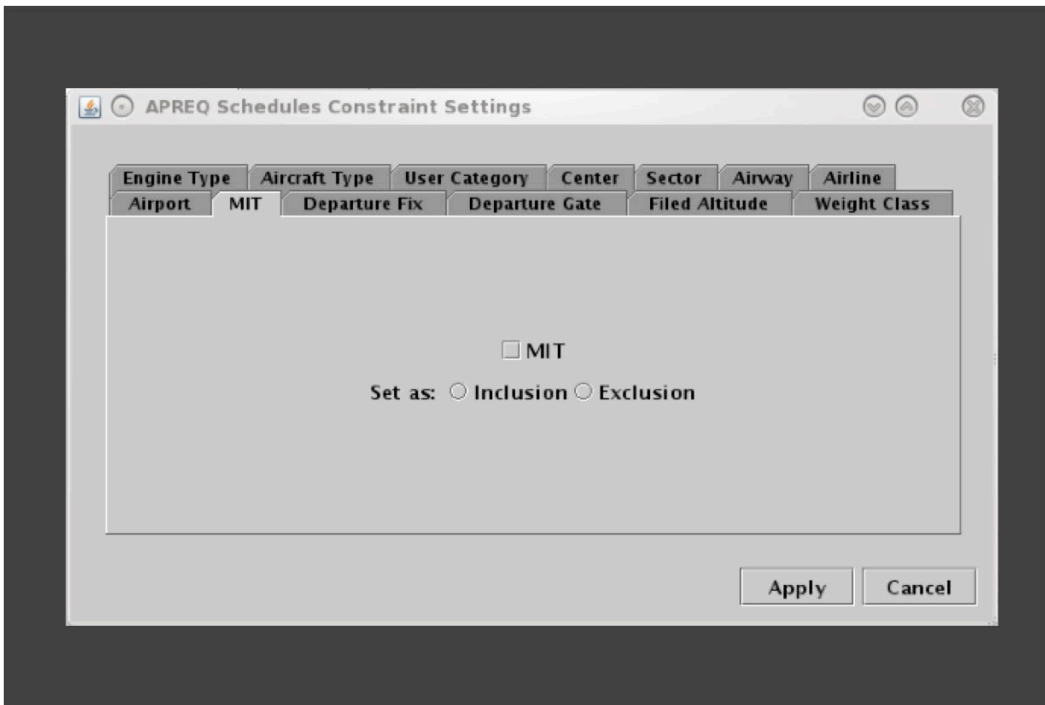 APREQ Schedules Constraint Settings
Engine Type Aircraft Type User Category Center Sector Airway Airline
Airport MIT Departure Fix Departure Gate Filed Altitude Weight Class
MIT
Set as: Inclusion Exclusion
Apply Cancel